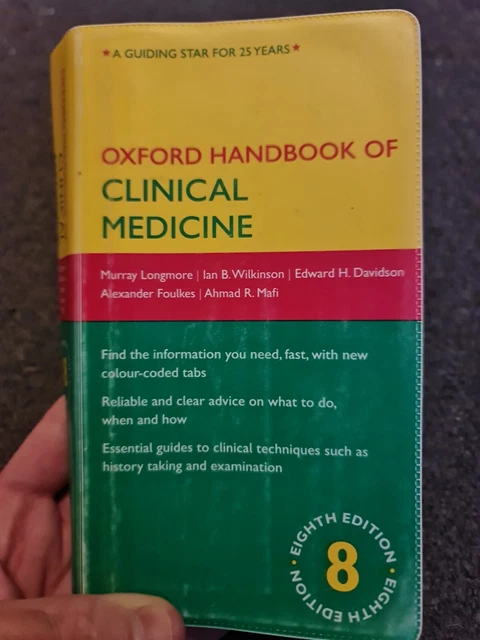 ★A GUIDING STAR FOR 25 YEARS★
OXFORD HANDBOOK OF
CLINICAL
MEDICINE
Murray Longmore | Ian B. Wilkinson | Edward H. Davidson
Alexander Foulkes | Ahmad R. Mafi
Find the information you need, fast, with new
colour-coded tabs
Reliable and clear advice on what to do,
when and how
Essential guides to clinical techniques such as
history taking and examination
• EIGHTH EDITION • EIGHTH EDITION
8